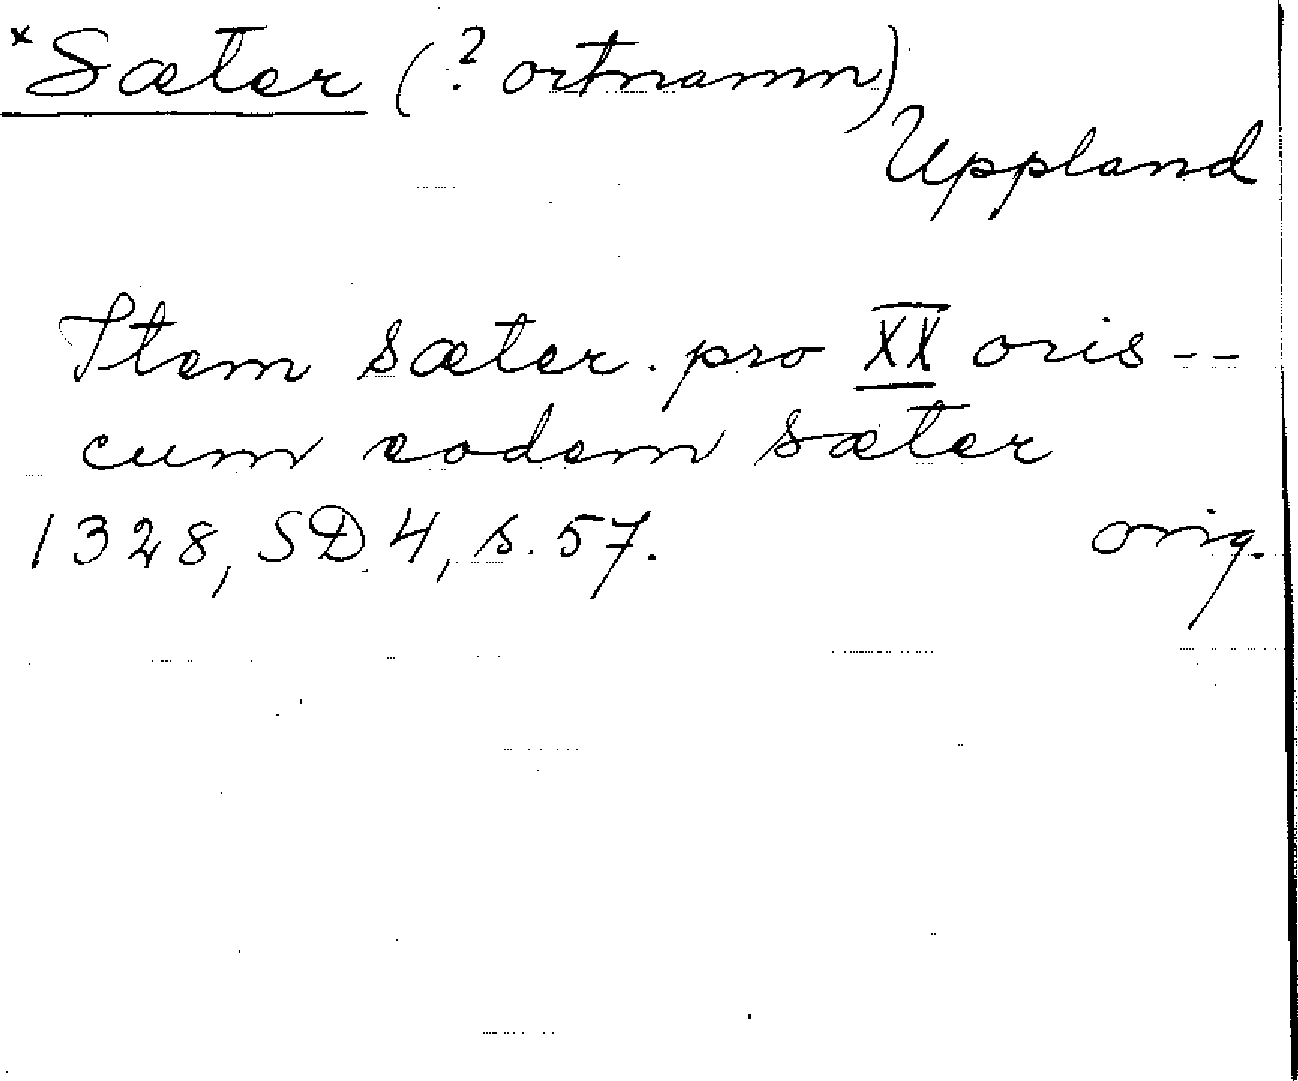 *Sæter (? ortnamn)
Uppland
Item sæter. pro XX oris --
cum eodem sæter
1328, SD 4, s. 57. orig.